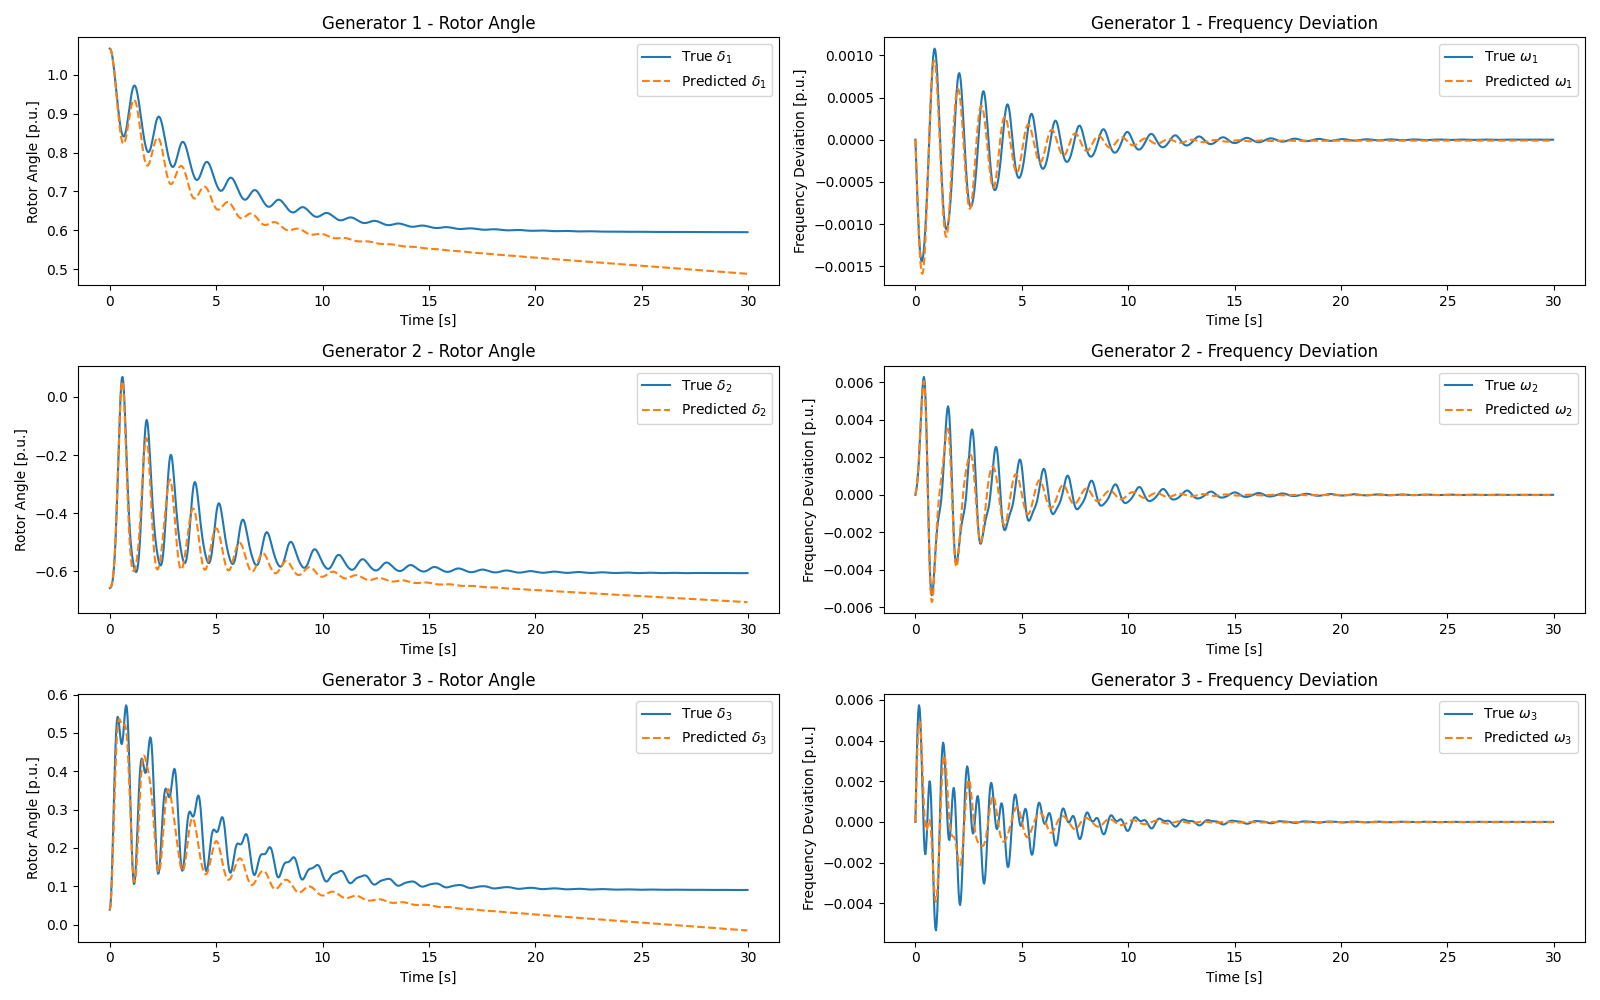 Generator 1 - Rotor Angle
Rotor Angle [p.u.]
1.0
0.9
0.8
0.7
0.6
0.5
True δ₁
Predicted δ₁
0 5 10 15 20 25 30
Time [s]
Generator 1 - Frequency Deviation
Frequency Deviation [p.u.]
0.0010
0.0005
0.0000
−0.0005
−0.0010
−0.0015
True ω₁
Predicted ω₁
0 5 10 15 20 25 30
Time [s]
Generator 2 - Rotor Angle
Rotor Angle [p.u.]
0.0
−0.2
−0.4
−0.6
True δ₂
Predicted δ₂
0 5 10 15 20 25 30
Time [s]
Generator 2 - Frequency Deviation
Frequency Deviation [p.u.]
0.006
0.004
0.002
0.000
−0.002
−0.004
−0.006
True ω₂
Predicted ω₂
0 5 10 15 20 25 30
Time [s]
Generator 3 - Rotor Angle
Rotor Angle [p.u.]
0.6
0.5
0.4
0.3
0.2
0.1
0.0
True δ₃
Predicted δ₃
0 5 10 15 20 25 30
Time [s]
Generator 3 - Frequency Deviation
Frequency Deviation [p.u.]
0.006
0.004
0.002
0.000
−0.002
−0.004
True ω₃
Predicted ω₃
0 5 10 15 20 25 30
Time [s]